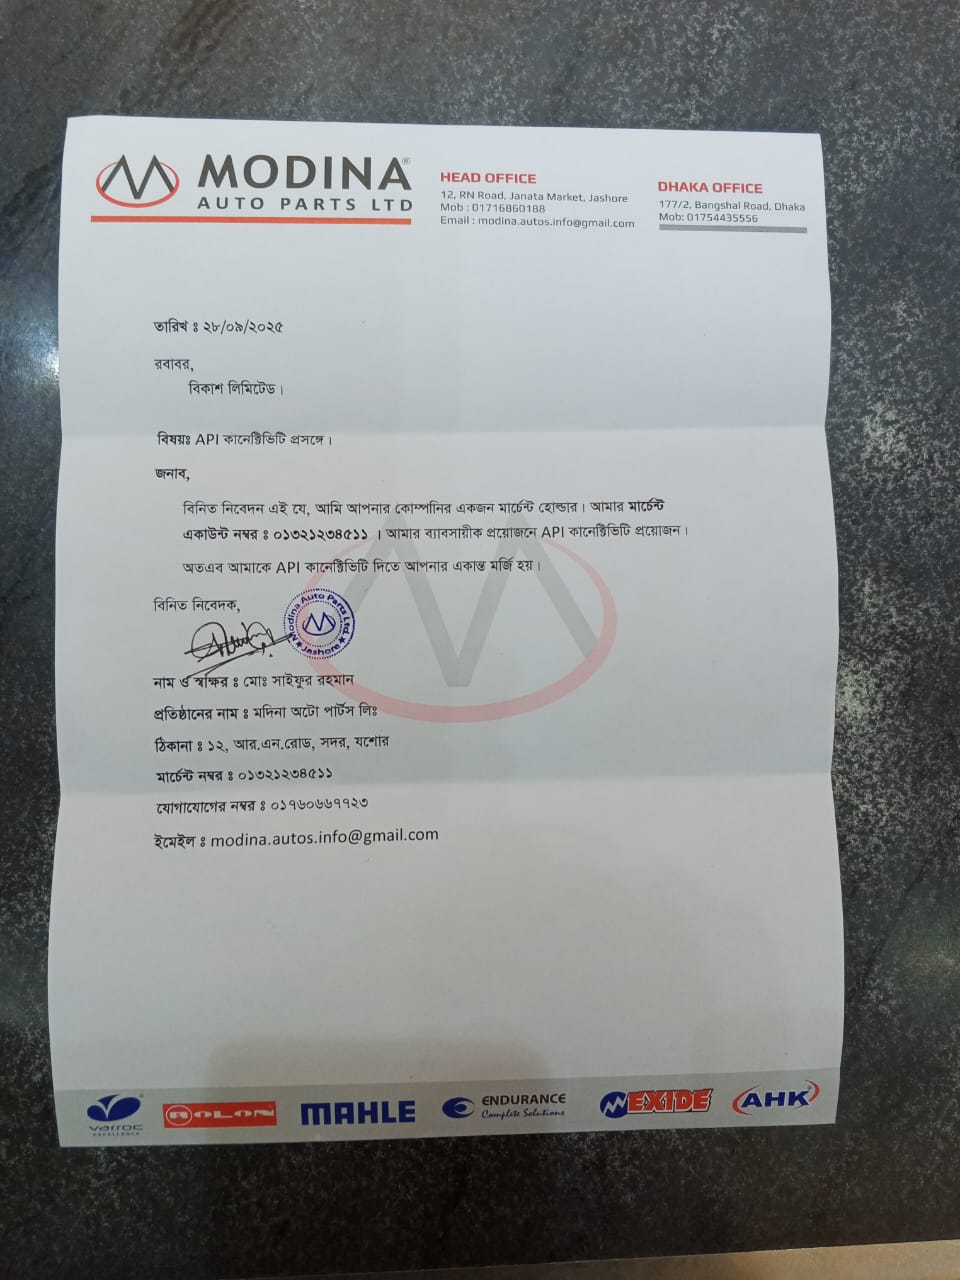 MODINA®
AUTO PARTS LTD
HEAD OFFICE
12, RN Road, Janata Market, Jashore
Mob : 01716860188
Email : modina.autos.info@gmail.com
DHAKA OFFICE
177/2, Bangshal Road, Dhaka
Mob: 01754435556
তারিখ ঃ ২৮/০৯/২০২৫
রবাবর,
বিকাশ লিমিটেড।
বিষয়ঃ API কানেক্টিভিটি প্রসঙ্গে।
জনাব,
বিনিত নিবেদন এই যে, আমি আপনার কোম্পানির একজন মার্চেন্ট হোল্ডার। আমার মার্চেন্ট
একাউন্ট নম্বর ঃ ০১৩২১২৩৪৫১১ । আমার ব্যাবসায়ীক প্রয়োজনে API কানেক্টিভিটি প্রয়োজন।
অতএব আমাকে API কানেক্টিভিটি দিতে আপনার একান্ত মর্জি হয়।
বিনিত নিবেদক,
Modina Auto Parts Ltd.
★ Jashore ★
নাম ও স্বাক্ষর ঃ মোঃ সাইফুর রহমান
প্রতিষ্ঠানের নাম ঃ মদিনা অটো পার্টস লিঃ
ঠিকানা ঃ ১২, আর.এন.রোড, সদর, যশোর
মার্চেন্ট নম্বর ঃ ০১৩২১২৩৪৫১১
যোগাযোগের নম্বর ঃ ০১৭৬০৬৬৭৭২৩
ইমেইল ঃ modina.autos.info@gmail.com
varroc
EXCELLENCE
ROLON
MAHLE
ENDURANCE
Complete Solutions
EXIDE
AHK